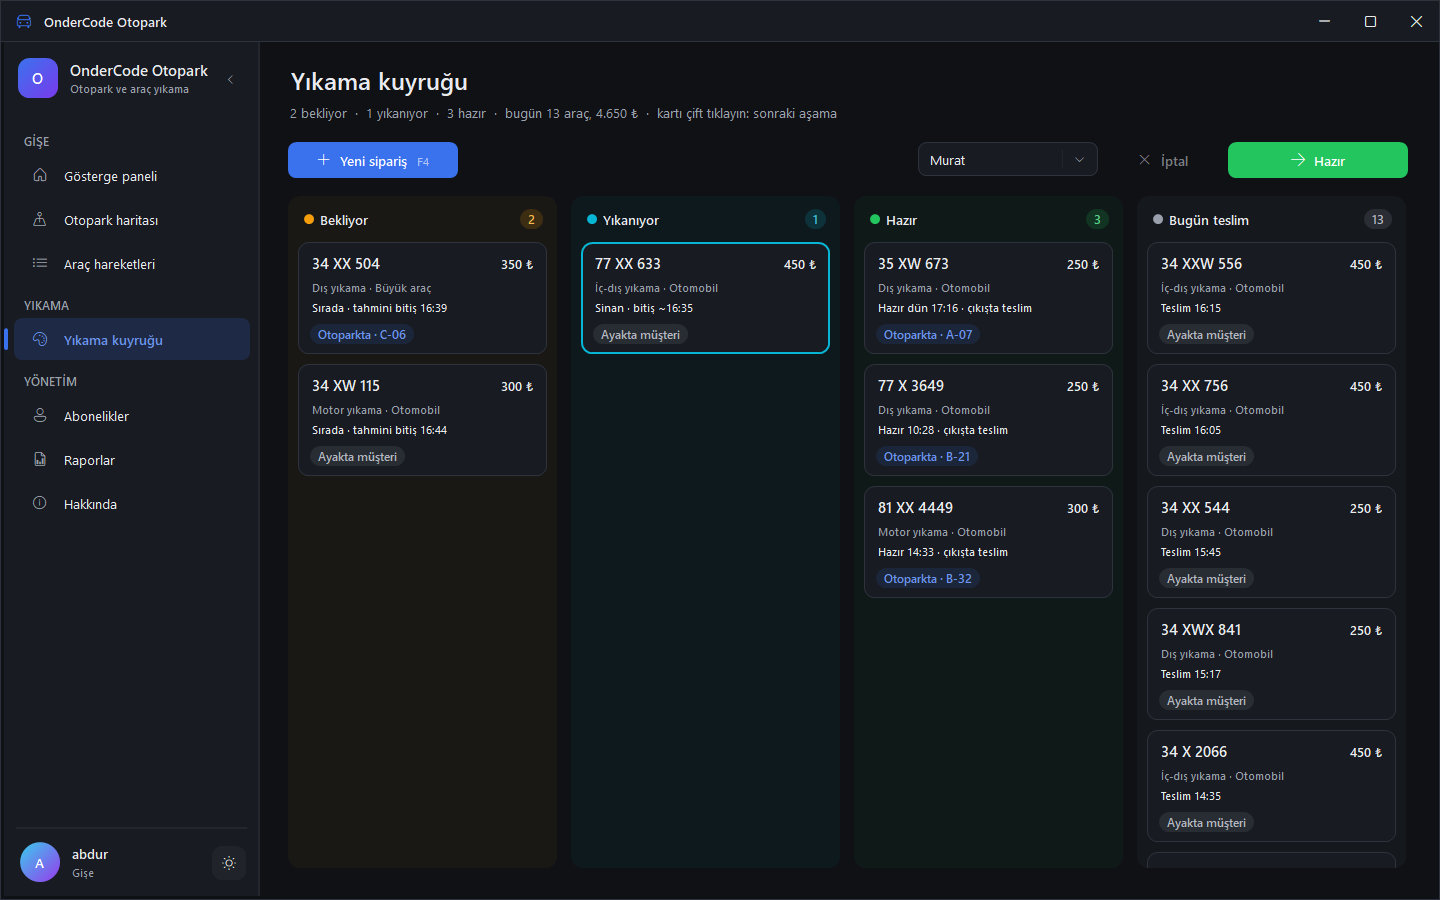 OnderCode Otopark
O
OnderCode Otopark
Otopark ve araç yıkama
GİŞE
Gösterge paneli
Otopark haritası
Araç hareketleri
YIKAMA
Yıkama kuyruğu
YÖNETİM
Abonelikler
Raporlar
Hakkında
A
abdur
Gişe
Yıkama kuyruğu
2 bekliyor · 1 yıkanıyor · 3 hazır · bugün 13 araç, 4.650 ₺ · kartı çift tıklayın: sonraki aşama
Yeni sipariş F4
Murat
İptal
Hazır
Bekliyor 2
34 XX 504 350 ₺
Dış yıkama · Büyük araç
Sırada · tahmini bitiş 16:39
Otoparkta · C-06
34 XW 115 300 ₺
Motor yıkama · Otomobil
Sırada · tahmini bitiş 16:44
Ayakta müşteri
Yıkanıyor 1
77 XX 633 450 ₺
İç-dış yıkama · Otomobil
Sinan · bitiş ~16:35
Ayakta müşteri
Hazır 3
35 XW 673 250 ₺
Dış yıkama · Otomobil
Hazır dün 17:16 · çıkışta teslim
Otoparkta · A-07
77 X 3649 250 ₺
Dış yıkama · Otomobil
Hazır 10:28 · çıkışta teslim
Otoparkta · B-21
81 XX 4449 300 ₺
Motor yıkama · Otomobil
Hazır 14:33 · çıkışta teslim
Otoparkta · B-32
Bugün teslim 13
34 XXW 556 450 ₺
İç-dış yıkama · Otomobil
Teslim 16:15
Ayakta müşteri
34 XX 756 450 ₺
İç-dış yıkama · Otomobil
Teslim 16:05
Ayakta müşteri
34 XX 544 250 ₺
Dış yıkama · Otomobil
Teslim 15:45
Ayakta müşteri
34 XWX 841 250 ₺
Dış yıkama · Otomobil
Teslim 15:17
Ayakta müşteri
34 X 2066 450 ₺
İç-dış yıkama · Otomobil
Teslim 14:35
Ayakta müşteri